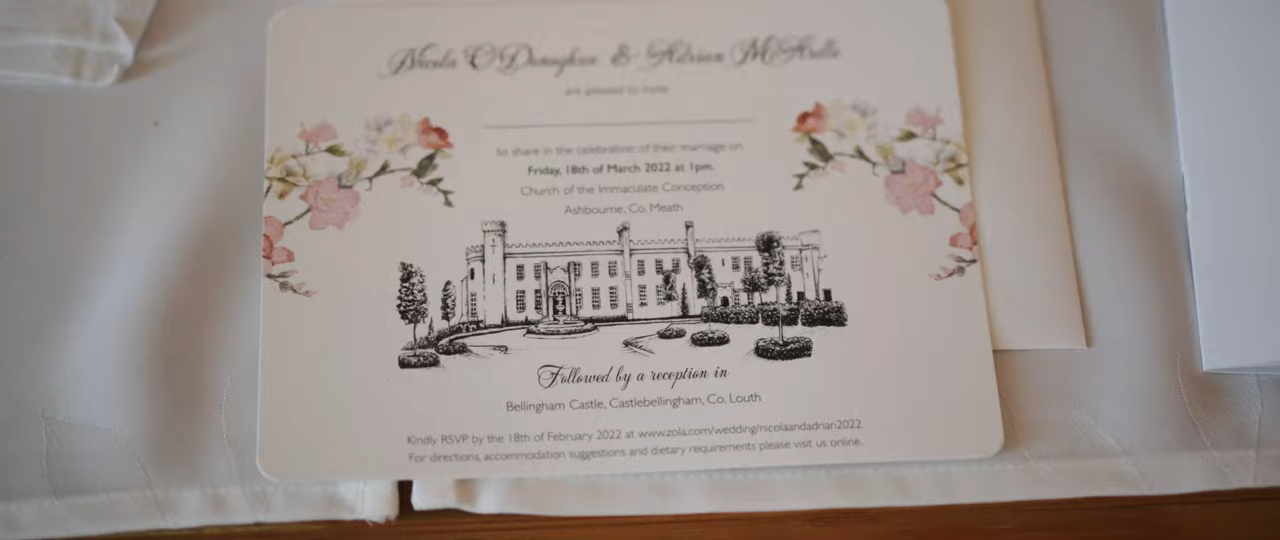 Nicola O'Donoghue & Adrian McArdle
are pleased to invite
to share in the celebration of their marriage on
Friday, 18th of March 2022 at 1pm.
Church of the Immaculate Conception
Ashbourne, Co. Meath
Followed by a reception in
Bellingham Castle, Castlebellingham, Co. Louth
Kindly RSVP by the 18th of February 2022 at www.zola.com/wedding/nicolaandadrian2022
For directions, accommodation suggestions and dietary requirements please visit us online.